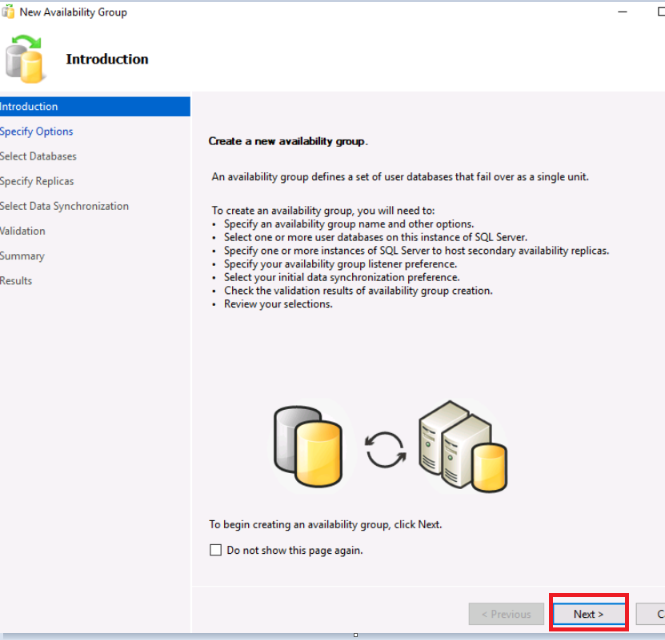 New Availability Group
Introduction
Introduction
Specify Options
Select Databases
Specify Replicas
Select Data Synchronization
Validation
Summary
Results
Create a new availability group.
An availability group defines a set of user databases that fail over as a single unit.
To create an availability group, you will need to:
• Specify an availability group name and other options.
• Select one or more user databases on this instance of SQL Server.
• Specify one or more instances of SQL Server to host secondary availability replicas.
• Specify your availability group listener preference.
• Select your initial data synchronization preference.
• Check the validation results of availability group creation.
• Review your selections.
To begin creating an availability group, click Next.
Do not show this page again.
< Previous
Next >